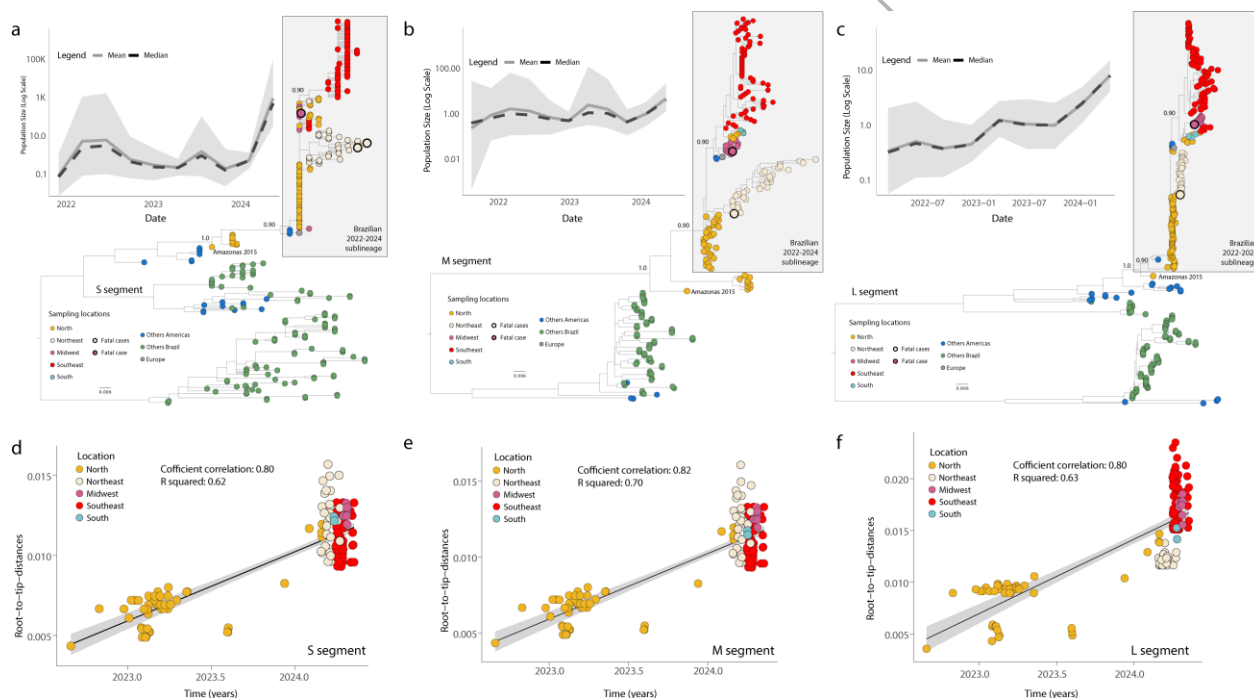 a
Legend
Mean
Median
100K
1K
10.0
0.1
Population Size (Log Scale)
2022
2023
2024
Date
0.90
1.0
Amazonas 2015
Brazilian
2022-2024
sublineage
S segment
Sampling locations
North
Northeast
Midwest
Southeast
South
Fatal cases
Fatal case
Others Americas
Others Brazil
Europe
0.006
b
Legend
Mean
Median
100.00
1.00
0.01
Population Size (Log Scale)
2022
2023
2024
Date
0.90
0.90
1.0
Amazonas 2015
Brazilian
2022-2024
sublineage
M segment
Sampling locations
North
Northeast
Midwest
Southeast
South
Fatal cases
Fatal case
Others Americas
Others Brazil
Europe
0.006
c
Legend
Mean
Median
10.0
1.0
0.1
Population Size (Log Scale)
2022-07
2023-01
2023-07
2024-01
Date
0.90
0.90
1.0
Amazonas 2015
Brazilian
2022-2024
sublineage
L segment
Sampling locations
North
Northeast
Midwest
Southeast
South
Fatal cases
Fatal case
Others Americas
Others Brazil
Europe
0.006
d
Location
North
Northeast
Midwest
Southeast
South
Cofficient correlation: 0.80
R squared: 0.62
0.015
0.010
0.005
Root-to-tip-distances
2023.0
2023.5
2024.0
Time (years)
S segment
e
Location
North
Northeast
Midwest
Southeast
South
Cofficient correlation: 0.82
R squared: 0.70
0.015
0.010
0.005
Root-to-tip-distances
2023.0
2023.5
2024.0
Time (years)
M segment
f
Location
North
Northeast
Midwest
Southeast
South
Cofficient correlation: 0.80
R squared: 0.63
0.020
0.015
0.010
0.005
Root-to-tip-distances
2023.0
2023.5
2024.0
Time (years)
L segment